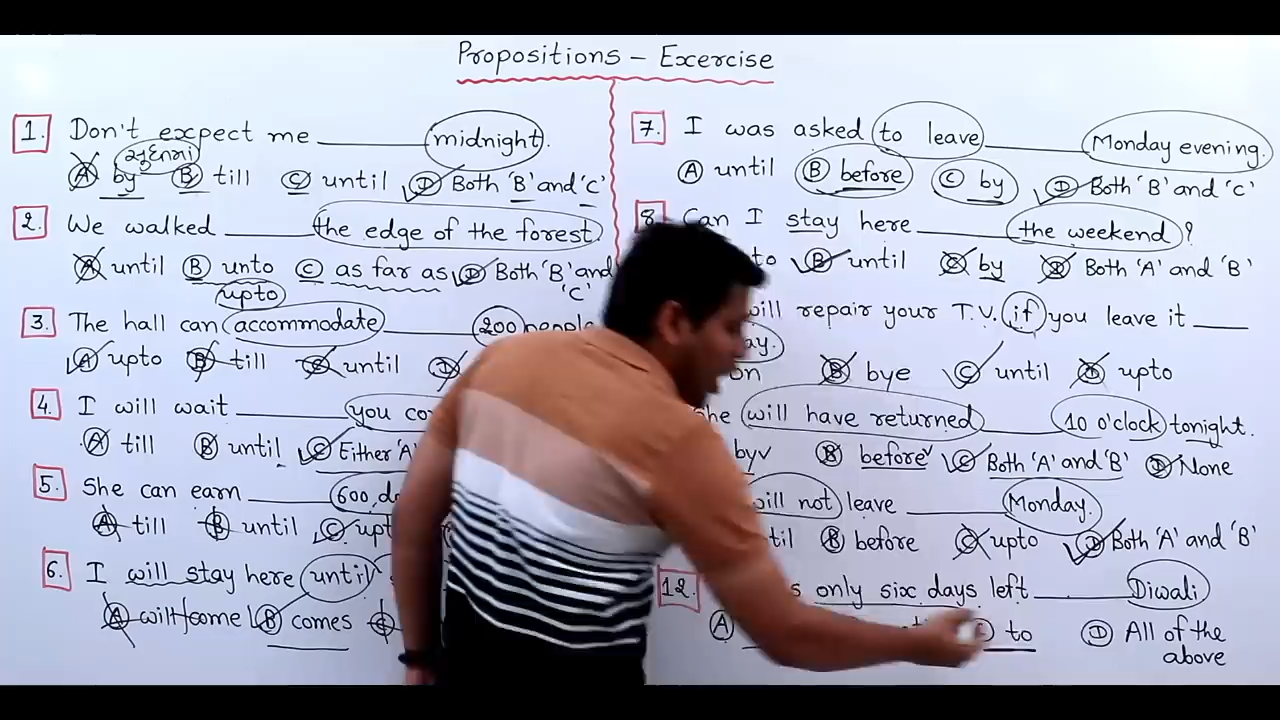 Propositions - Excercise
1. Don't expect me ______ midnight.
સુધીમાં
A by B till C until D Both 'B' and 'C'
2. We walked ______ the edge of the forest.
A until B unto C as far as D Both 'B' and 'C'
upto
3. The hall can accommodate ______ 200 people
A upto B till C until D
4. I will wait ______ you
A till B until C Either 'A'
5. She can earn ______ 600
A till B until C
6. I will stay here until
A will come B comes C
7. I was asked to leave ______ Monday evening.
A until B before C by D Both 'B' and 'C'
8. Can I stay here ______ the weekend?
B until C by D Both 'A' and 'B'
repair your T.V. if you leave it ______
B bye C until D upto
will have returned ______ 10 o'clock tonight.
by B before C Both 'A' and 'B' D None
not leave ______ Monday.
B before C upto D Both 'A' and 'B'
12. only six days left ______ Diwali
A C to D All of the above